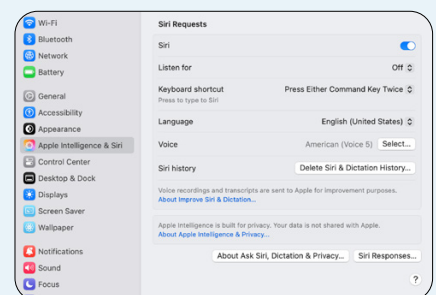 Wi-Fi
Bluetooth
Network
Battery
General
Accessibility
Appearance
Apple Intelligence & Siri
Control Center
Desktop & Dock
Displays
Screen Saver
Wallpaper
Notifications
Sound
Focus
Siri Requests
Siri
Listen for Off
Keyboard shortcut Press Either Command Key Twice
Press to type to Siri
Language English (United States)
Voice American (Voice 5) Select...
Siri history Delete Siri & Dictation History...
Voice recordings and transcripts are sent to Apple for improvement purposes.
About Improve Siri & Dictation...
Apple Intelligence is built for privacy. Your data is not shared with Apple.
About Apple Intelligence & Privacy...
About Ask Siri, Dictation & Privacy... Siri Responses...
?